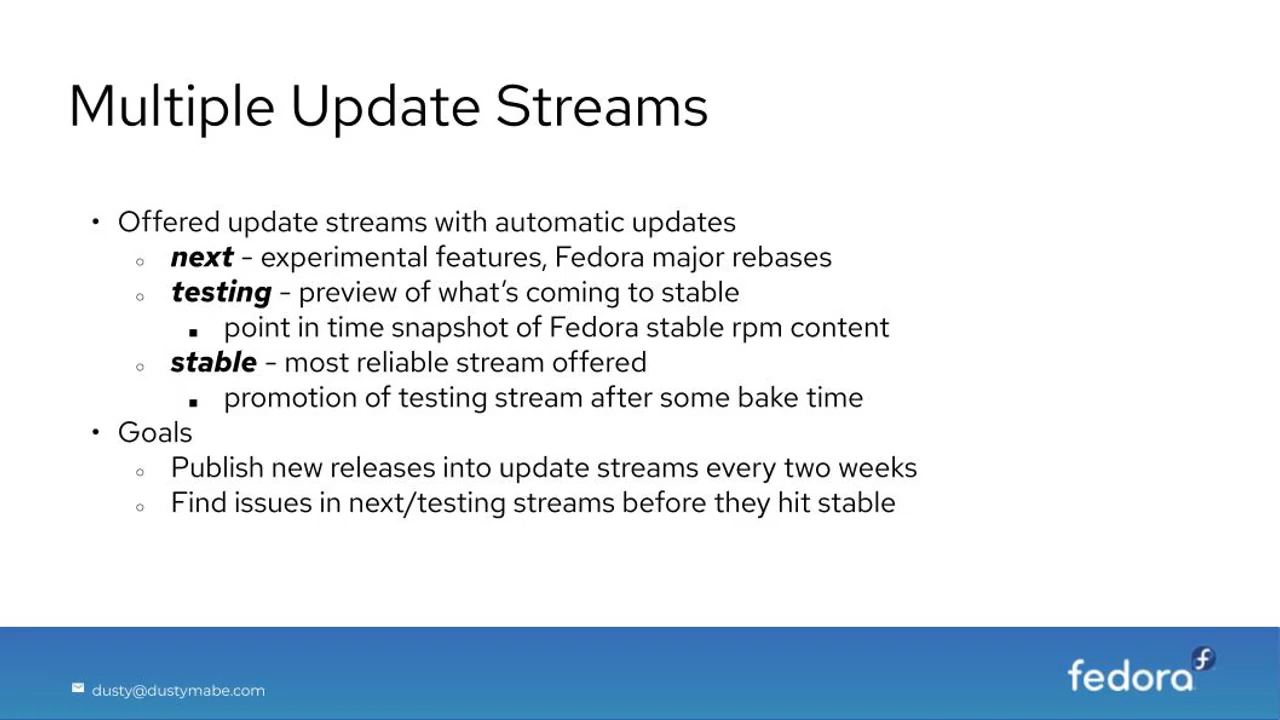 Multiple Update Streams
• Offered update streams with automatic updates
○ next - experimental features, Fedora major rebases
○ testing - preview of what’s coming to stable
■ point in time snapshot of Fedora stable rpm content
○ stable - most reliable stream offered
■ promotion of testing stream after some bake time
• Goals
○ Publish new releases into update streams every two weeks
○ Find issues in next/testing streams before they hit stable
dusty@dustymabe.com
fedora